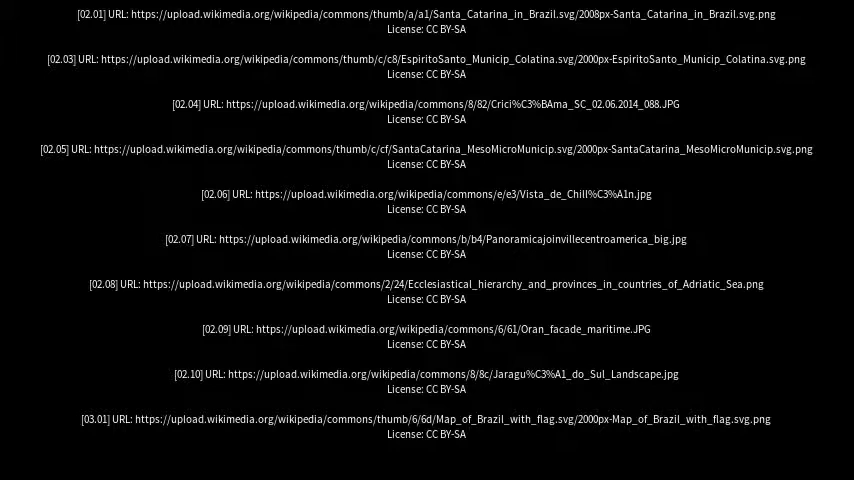 [02.01] URL: https://upload.wikimedia.org/wikipedia/commons/thumb/a/a1/Santa_Catarina_in_Brazil.svg/2008px-Santa_Catarina_in_Brazil.svg.png
License: CC BY-SA
[02.03] URL: https://upload.wikimedia.org/wikipedia/commons/thumb/c/c8/EspiritoSanto_Municip_Colatina.svg/2000px-EspiritoSanto_Municip_Colatina.svg.png
License: CC BY-SA
[02.04] URL: https://upload.wikimedia.org/wikipedia/commons/8/82/Crici%C3%BAma_SC_02.06.2014_088.JPG
License: CC BY-SA
[02.05] URL: https://upload.wikimedia.org/wikipedia/commons/thumb/c/cf/SantaCatarina_MesoMicroMunicip.svg/2000px-SantaCatarina_MesoMicroMunicip.svg.png
License: CC BY-SA
[02.06] URL: https://upload.wikimedia.org/wikipedia/commons/e/e3/Vista_de_Chill%C3%A1n.jpg
License: CC BY-SA
[02.07] URL: https://upload.wikimedia.org/wikipedia/commons/b/b4/Panoramicajoinvillecentroamerica_big.jpg
License: CC BY-SA
[02.08] URL: https://upload.wikimedia.org/wikipedia/commons/2/24/Ecclesiastical_hierarchy_and_provinces_in_countries_of_Adriatic_Sea.png
License: CC BY-SA
[02.09] URL: https://upload.wikimedia.org/wikipedia/commons/6/61/Oran_facade_maritime.JPG
License: CC BY-SA
[02.10] URL: https://upload.wikimedia.org/wikipedia/commons/8/8c/Jaragu%C3%A1_do_Sul_Landscape.jpg
License: CC BY-SA
[03.01] URL: https://upload.wikimedia.org/wikipedia/commons/thumb/6/6d/Map_of_Brazil_with_flag.svg/2000px-Map_of_Brazil_with_flag.svg.png
License: CC BY-SA